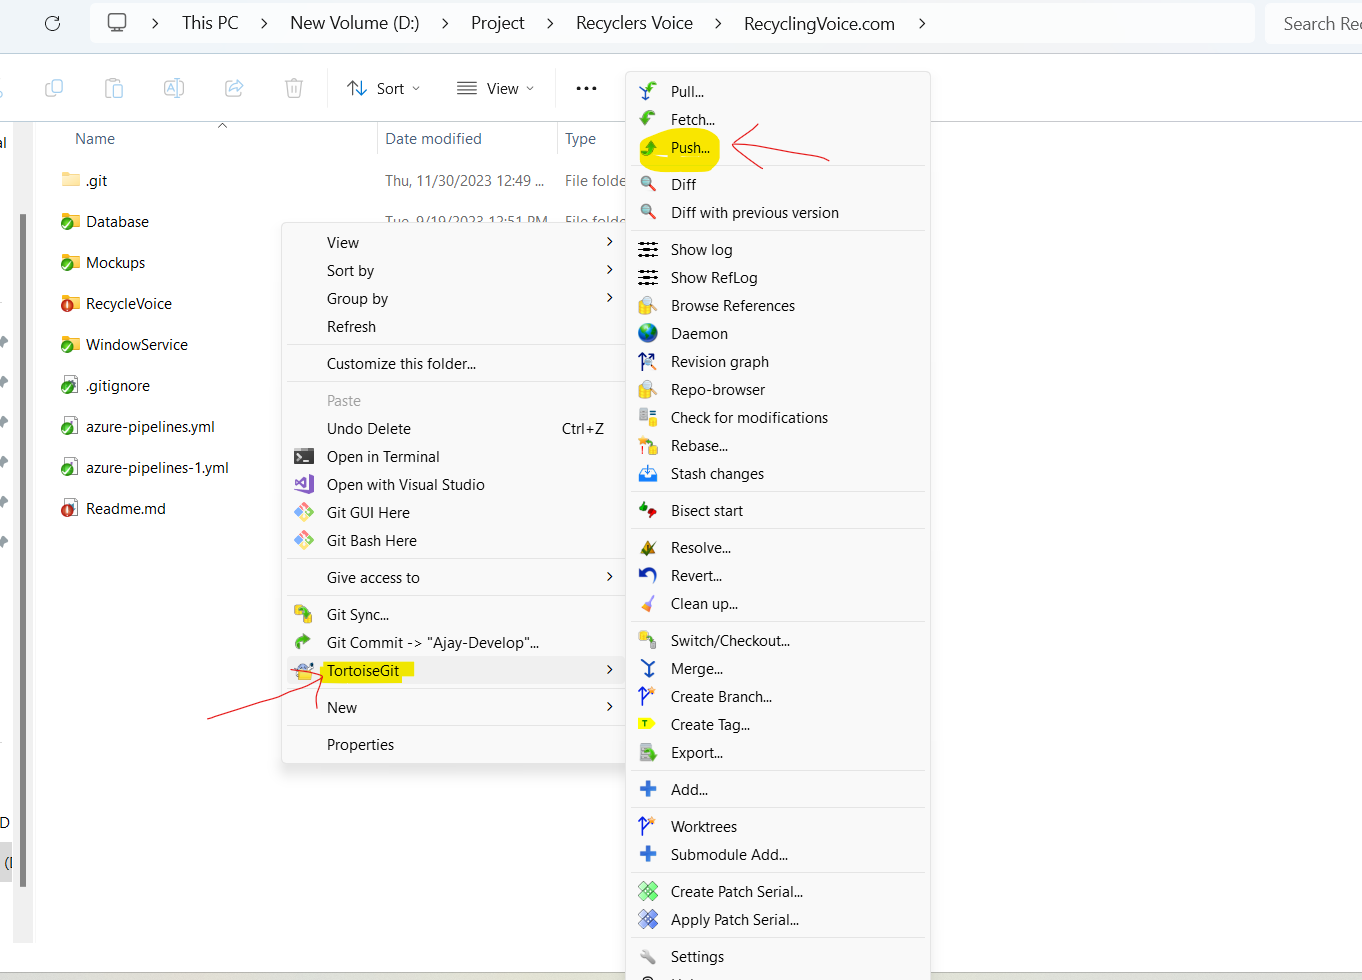 This PC > New Volume (D:) > Project > Recyclers Voice > RecyclingVoice.com >
Search Rec
Sort
View
Name
Date modified
Type
.git
Thu, 11/30/2023 12:49 ...
File folde
Database
Tue, 9/19/2023 12:51 PM
File folde
Mockups
RecycleVoice
WindowService
.gitignore
azure-pipelines.yml
azure-pipelines-1.yml
Readme.md
View
Sort by
Group by
Refresh
Customize this folder...
Paste
Undo Delete Ctrl+Z
Open in Terminal
Open with Visual Studio
Git GUI Here
Git Bash Here
Give access to
Git Sync...
Git Commit -> "Ajay-Develop"...
TortoiseGit
New
Properties
Pull...
Fetch...
Push...
Diff
Diff with previous version
Show log
Show RefLog
Browse References
Daemon
Revision graph
Repo-browser
Check for modifications
Rebase...
Stash changes
Bisect start
Resolve...
Revert...
Clean up...
Switch/Checkout...
Merge...
Create Branch...
Create Tag...
Export...
Add...
Worktrees
Submodule Add...
Create Patch Serial...
Apply Patch Serial...
Settings